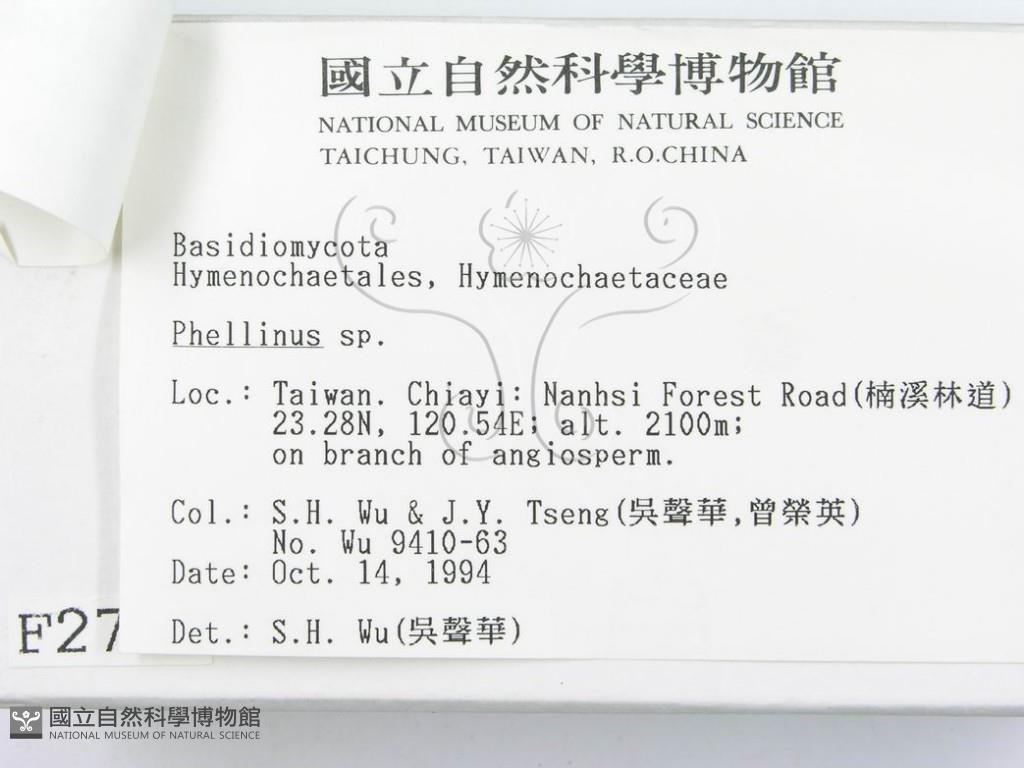 國立自然科學博物館
NATIONAL MUSEUM OF NATURAL SCIENCE
TAICHUNG, TAIWAN, R.O.CHINA
Basidiomycota
Hymenochaetales, Hymenochaetaceae
Phellinus sp.
Loc.: Taiwan. Chiayi: Nanhsi Forest Road(楠溪林道)
23.28N, 120.54E; alt. 2100m;
on branch of angiosperm.
Col.: S.H. Wu & J.Y. Tseng(吳聲華,曾榮英)
No. Wu 9410-63
Date: Oct. 14, 1994
Det.: S.H. Wu(吳聲華)
F27
國立自然科學博物館
NATIONAL MUSEUM OF NATURAL SCIENCE